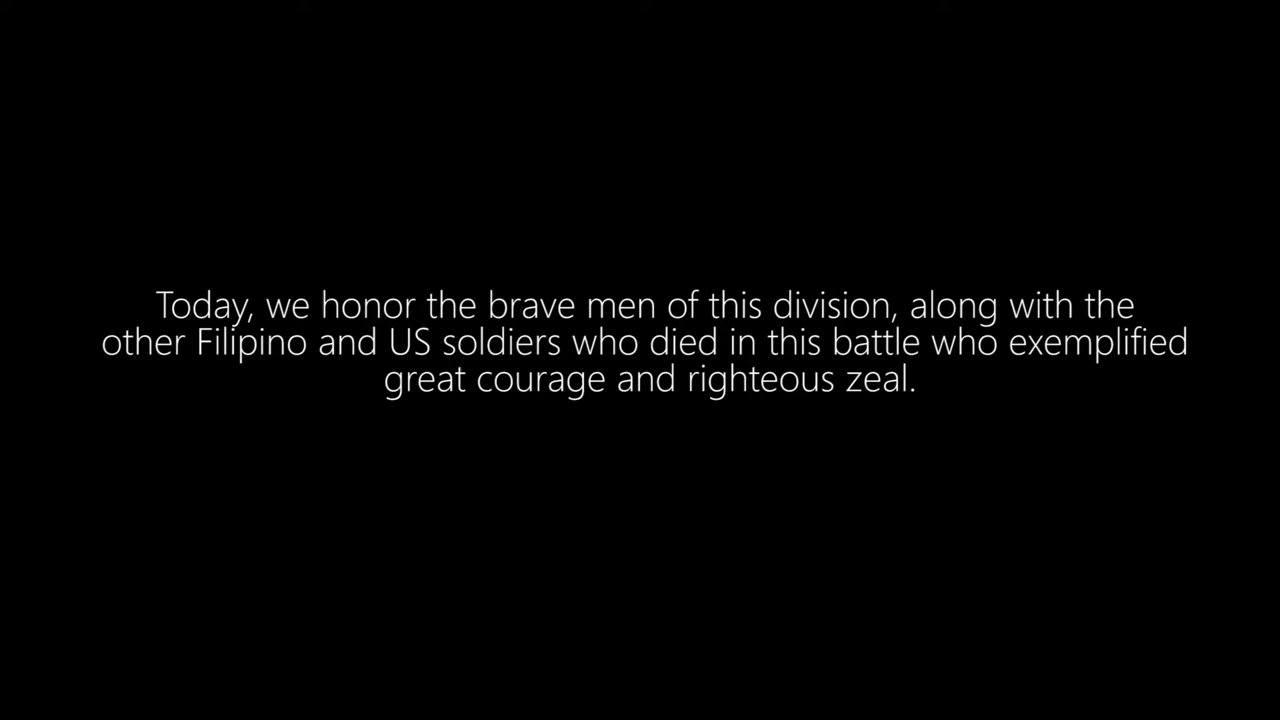 Today, we honor the brave men of this division, along with the
other Filipino and US soldiers who died in this battle who exemplified
great courage and righteous zeal.